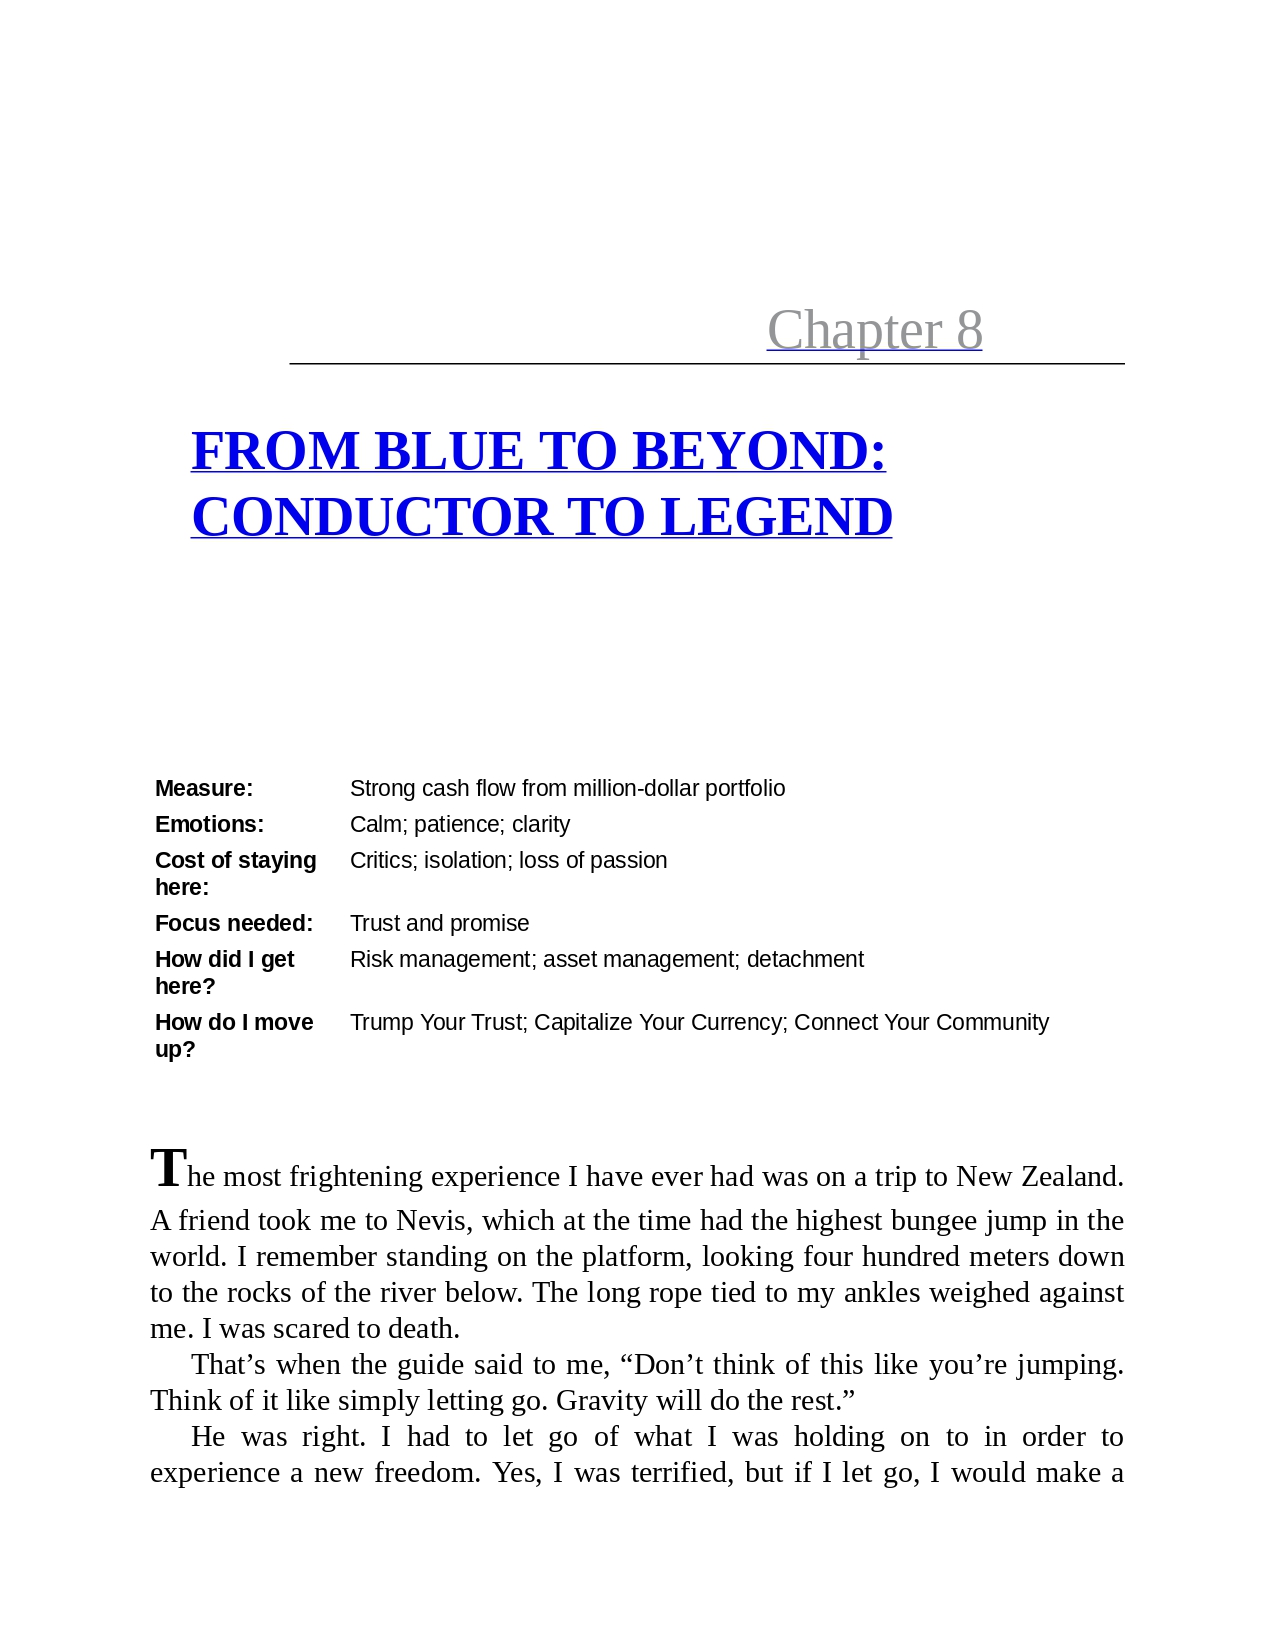 Chapter 8
FROM BLUE TO BEYOND:
CONDUCTOR TO LEGEND
Measure: Strong cash flow from million-dollar portfolio
Emotions: Calm; patience; clarity
Cost of staying Critics; isolation; loss of passion
here:
Focus needed: Trust and promise
How did I get Risk management; asset management; detachment
here?
How do I move Trump Your Trust; Capitalize Your Currency; Connect Your Community
up?
The most frightening experience I have ever had was on a trip to New Zealand.
A friend took me to Nevis, which at the time had the highest bungee jump in the
world. I remember standing on the platform, looking four hundred meters down
to the rocks of the river below. The long rope tied to my ankles weighed against
me. I was scared to death.
That’s when the guide said to me, “Don’t think of this like you’re jumping.
Think of it like simply letting go. Gravity will do the rest.”
He was right. I had to let go of what I was holding on to in order to
experience a new freedom. Yes, I was terrified, but if I let go, I would make a